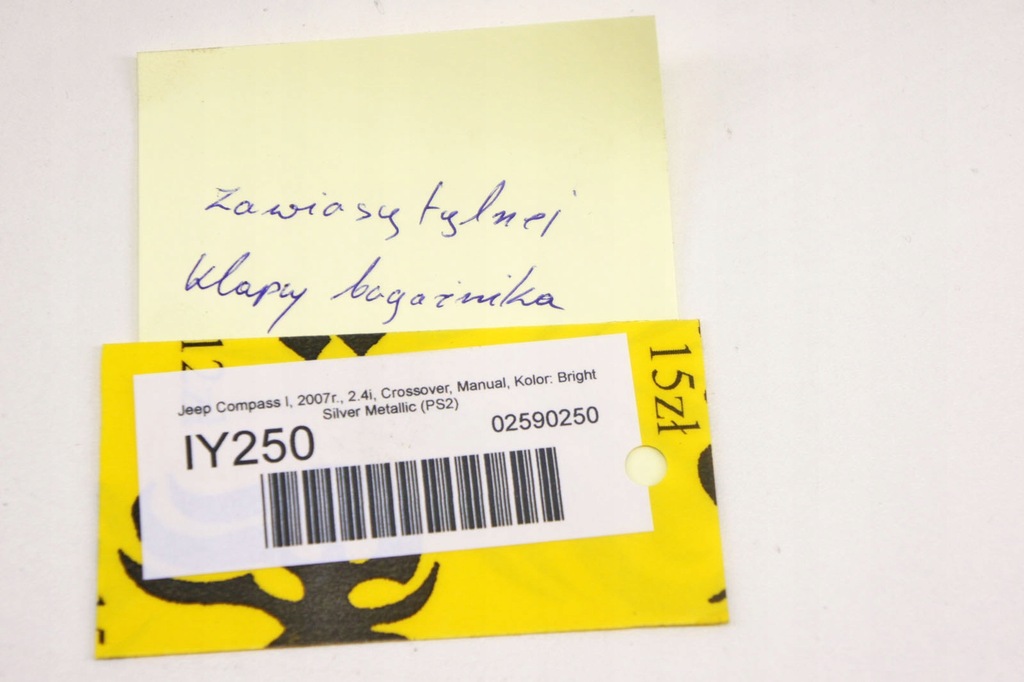 zawiasy tylnej
klapy bagażnika
12
15zł
Jeep Compass I, 2007r., 2.4i, Crossover, Manual, Kolor: Bright
Silver Metallic (PS2)
IY250
02590250